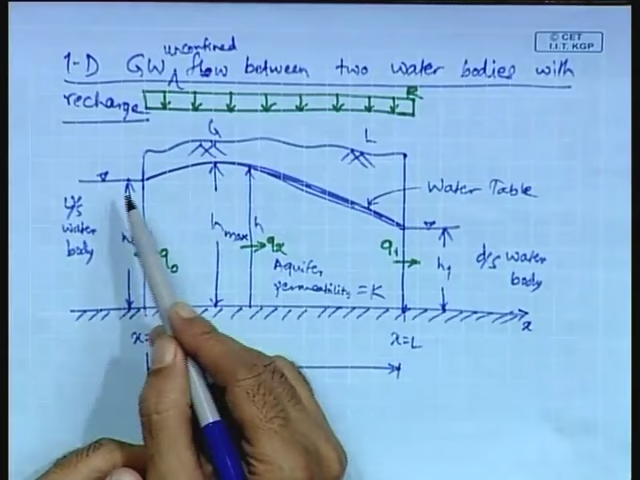 © CET
I.I.T. KGP
1-D GW unconfined flow between two water bodies with
recharge
R
G L
Water Table
U/S
water
body
h
q₀
hmax
h
qx
q₁
h₁
d/s water
body
Aquifer
permeability = K
x
x=
x=L